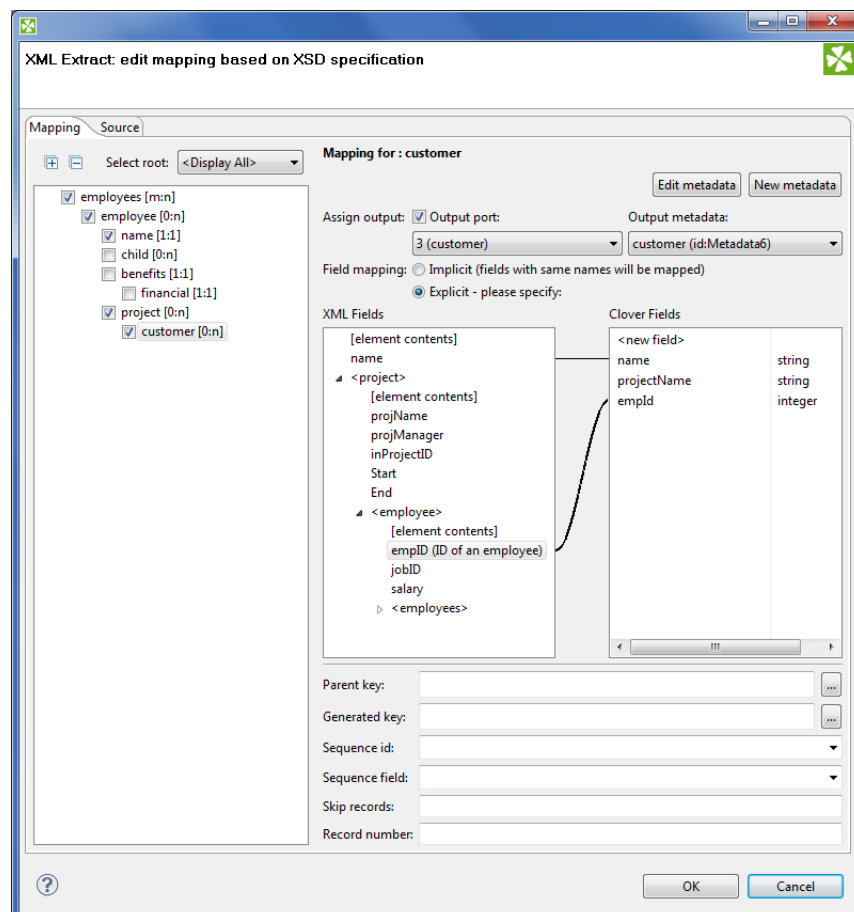 XML Extract: edit mapping based on XSD specification
Mapping
Source
Select root:
<Display All>
employees [m:n]
employee [0:n]
name [1:1]
child [0:n]
benefits [1:1]
financial [1:1]
project [0:n]
customer [0:n]
Mapping for : customer
Edit metadata
New metadata
Assign output:
Output port:
Output metadata:
3 (customer)
customer (id:Metadata6)
Field mapping:
Implicit (fields with same names will be mapped)
Explicit - please specify:
XML Fields
[element contents]
name
<project>
[element contents]
projName
projManager
inProjectID
Start
End
<employee>
[element contents]
empID (ID of an employee)
jobID
salary
<employees>
Clover Fields
<new field>
name string
projectName string
empId integer
Parent key:
...
Generated key:
...
Sequence id:
Sequence field:
Skip records:
Record number:
?
OK
Cancel